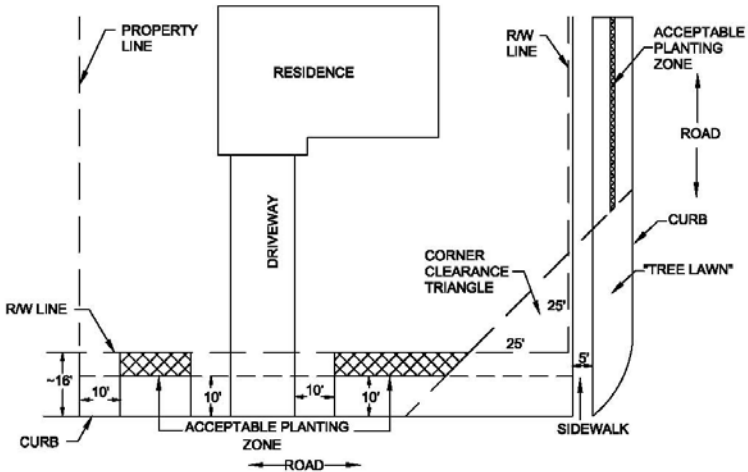 PROPERTY
LINE
R/W
LINE
ACCEPTABLE
PLANTING
ZONE
RESIDENCE
ROAD
DRIVEWAY
CURB
CORNER
CLEARANCE
TRIANGLE
"TREE LAWN"
25'
R/W LINE
25'
5'
~16'
10'
10'
10'
10'
10'
ACCEPTABLE PLANTING
ZONE
SIDEWALK
CURB
ROAD